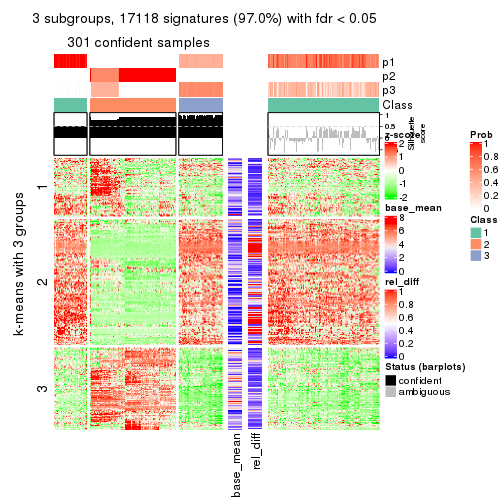 3 subgroups, 17118 signatures (97.0%) with fdr < 0.05
301 confident samples
p1
p2
p3
Class
1
0.5
0
Silhouette
score
k-means with 3 groups
1
2
3
base_mean
rel_diff
z-score
2
1
0
-1
-2
base_mean
8
6
4
2
0
rel_diff
1
0.8
0.6
0.4
0.2
0
Status (barplots)
confident
ambiguous
Prob
1
0.8
0.6
0.4
0.2
0
Class
1
2
3